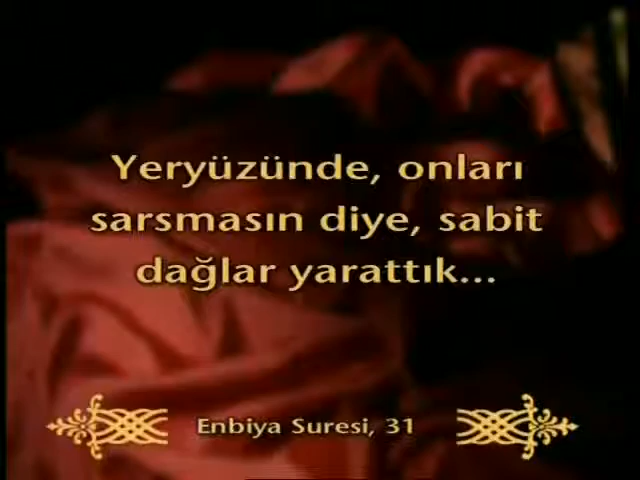 Yeryüzünde, onları
sarsmasın diye, sabit
dağlar yarattık...
Enbiya Suresi, 31